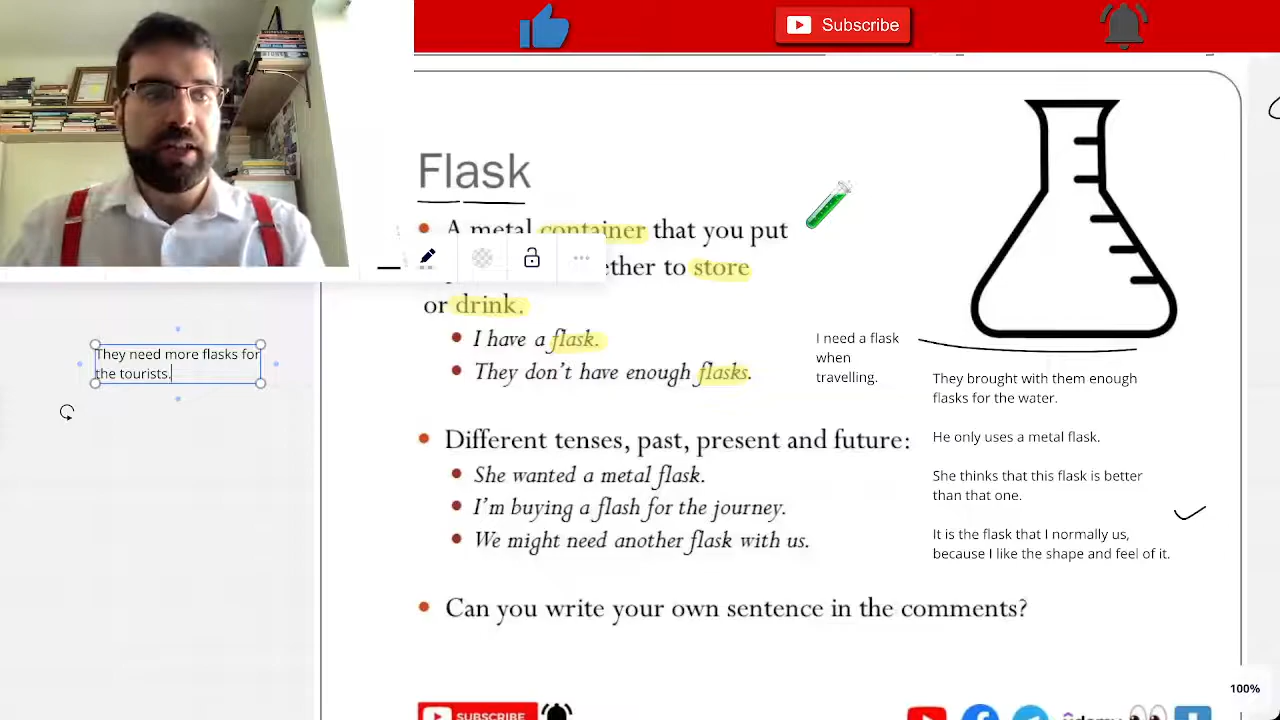 Subscribe
Flask
A metal container that you put
ether to store
or drink.
I have a flask.
They don't have enough flasks.
I need a flask
when
travelling.
They brought with them enough
flasks for the water.
He only uses a metal flask.
She thinks that this flask is better
than that one.
It is the flask that I normally us,
because I like the shape and feel of it.
They need more flasks for
the tourists.
Different tenses, past, present and future:
She wanted a metal flask.
I'm buying a flash for the journey.
We might need another flask with us.
Can you write your own sentence in the comments?
100%
SUBSCRIBE